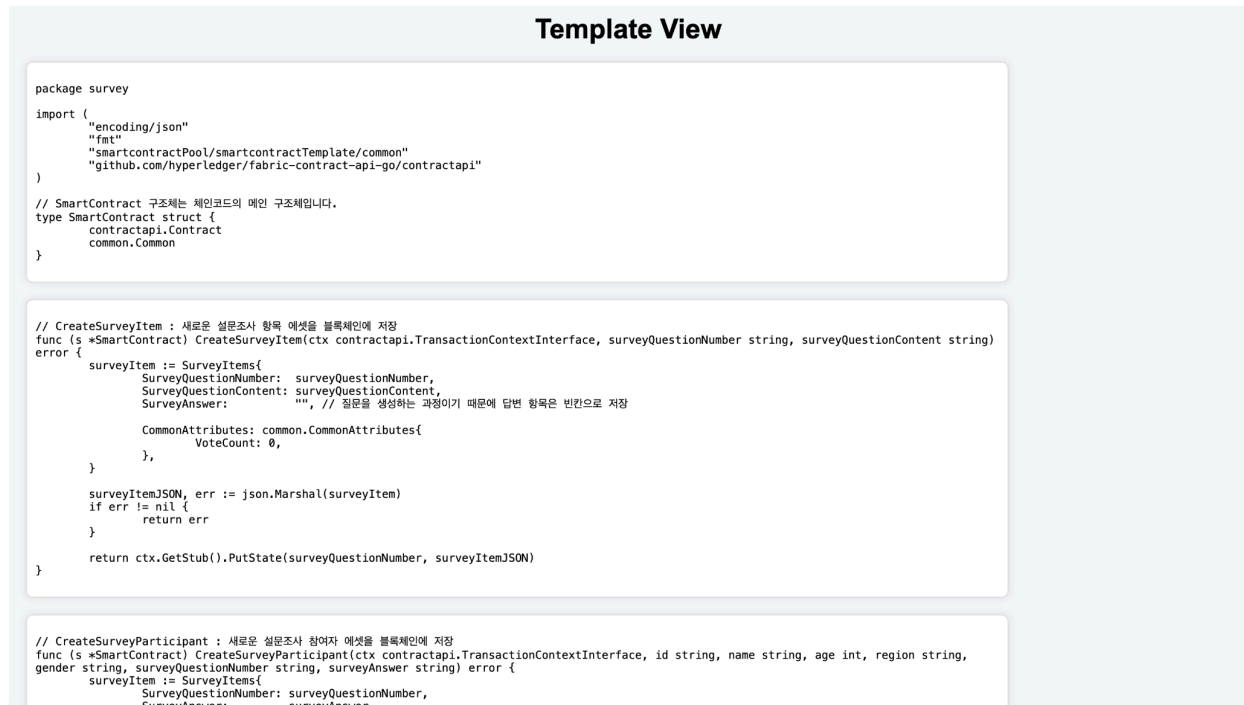 Template View
package survey
import (
"encoding/json"
"fmt"
"smartcontractPool/smartcontractTemplate/common"
"github.com/hyperledger/fabric-contract-api-go/contractapi"
)
// SmartContract 구조체는 체인코드의 메인 구조체입니다.
type SmartContract struct {
contractapi.Contract
common.Common
}
// CreateSurveyItem : 새로운 설문조사 항목 에셋을 블록체인에 저장
func (s *SmartContract) CreateSurveyItem(ctx contractapi.TransactionContextInterface, surveyQuestionNumber string, surveyQuestionContent string)
error {
surveyItem := SurveyItems{
SurveyQuestionNumber:  surveyQuestionNumber,
SurveyQuestionContent: surveyQuestionContent,
SurveyAnswer:          "", // 질문을 생성하는 과정이기 때문에 답변 항목은 빈칸으로 저장
CommonAttributes: common.CommonAttributes{
VoteCount: 0,
},
}
surveyItemJSON, err := json.Marshal(surveyItem)
if err != nil {
return err
}
return ctx.GetStub().PutState(surveyQuestionNumber, surveyItemJSON)
}
// CreateSurveyParticipant : 새로운 설문조사 참여자 에셋을 블록체인에 저장
func (s *SmartContract) CreateSurveyParticipant(ctx contractapi.TransactionContextInterface, id string, name string, age int, region string,
gender string, surveyQuestionNumber string, surveyAnswer string) error {
surveyItem := SurveyItems{
SurveyQuestionNumber: surveyQuestionNumber,